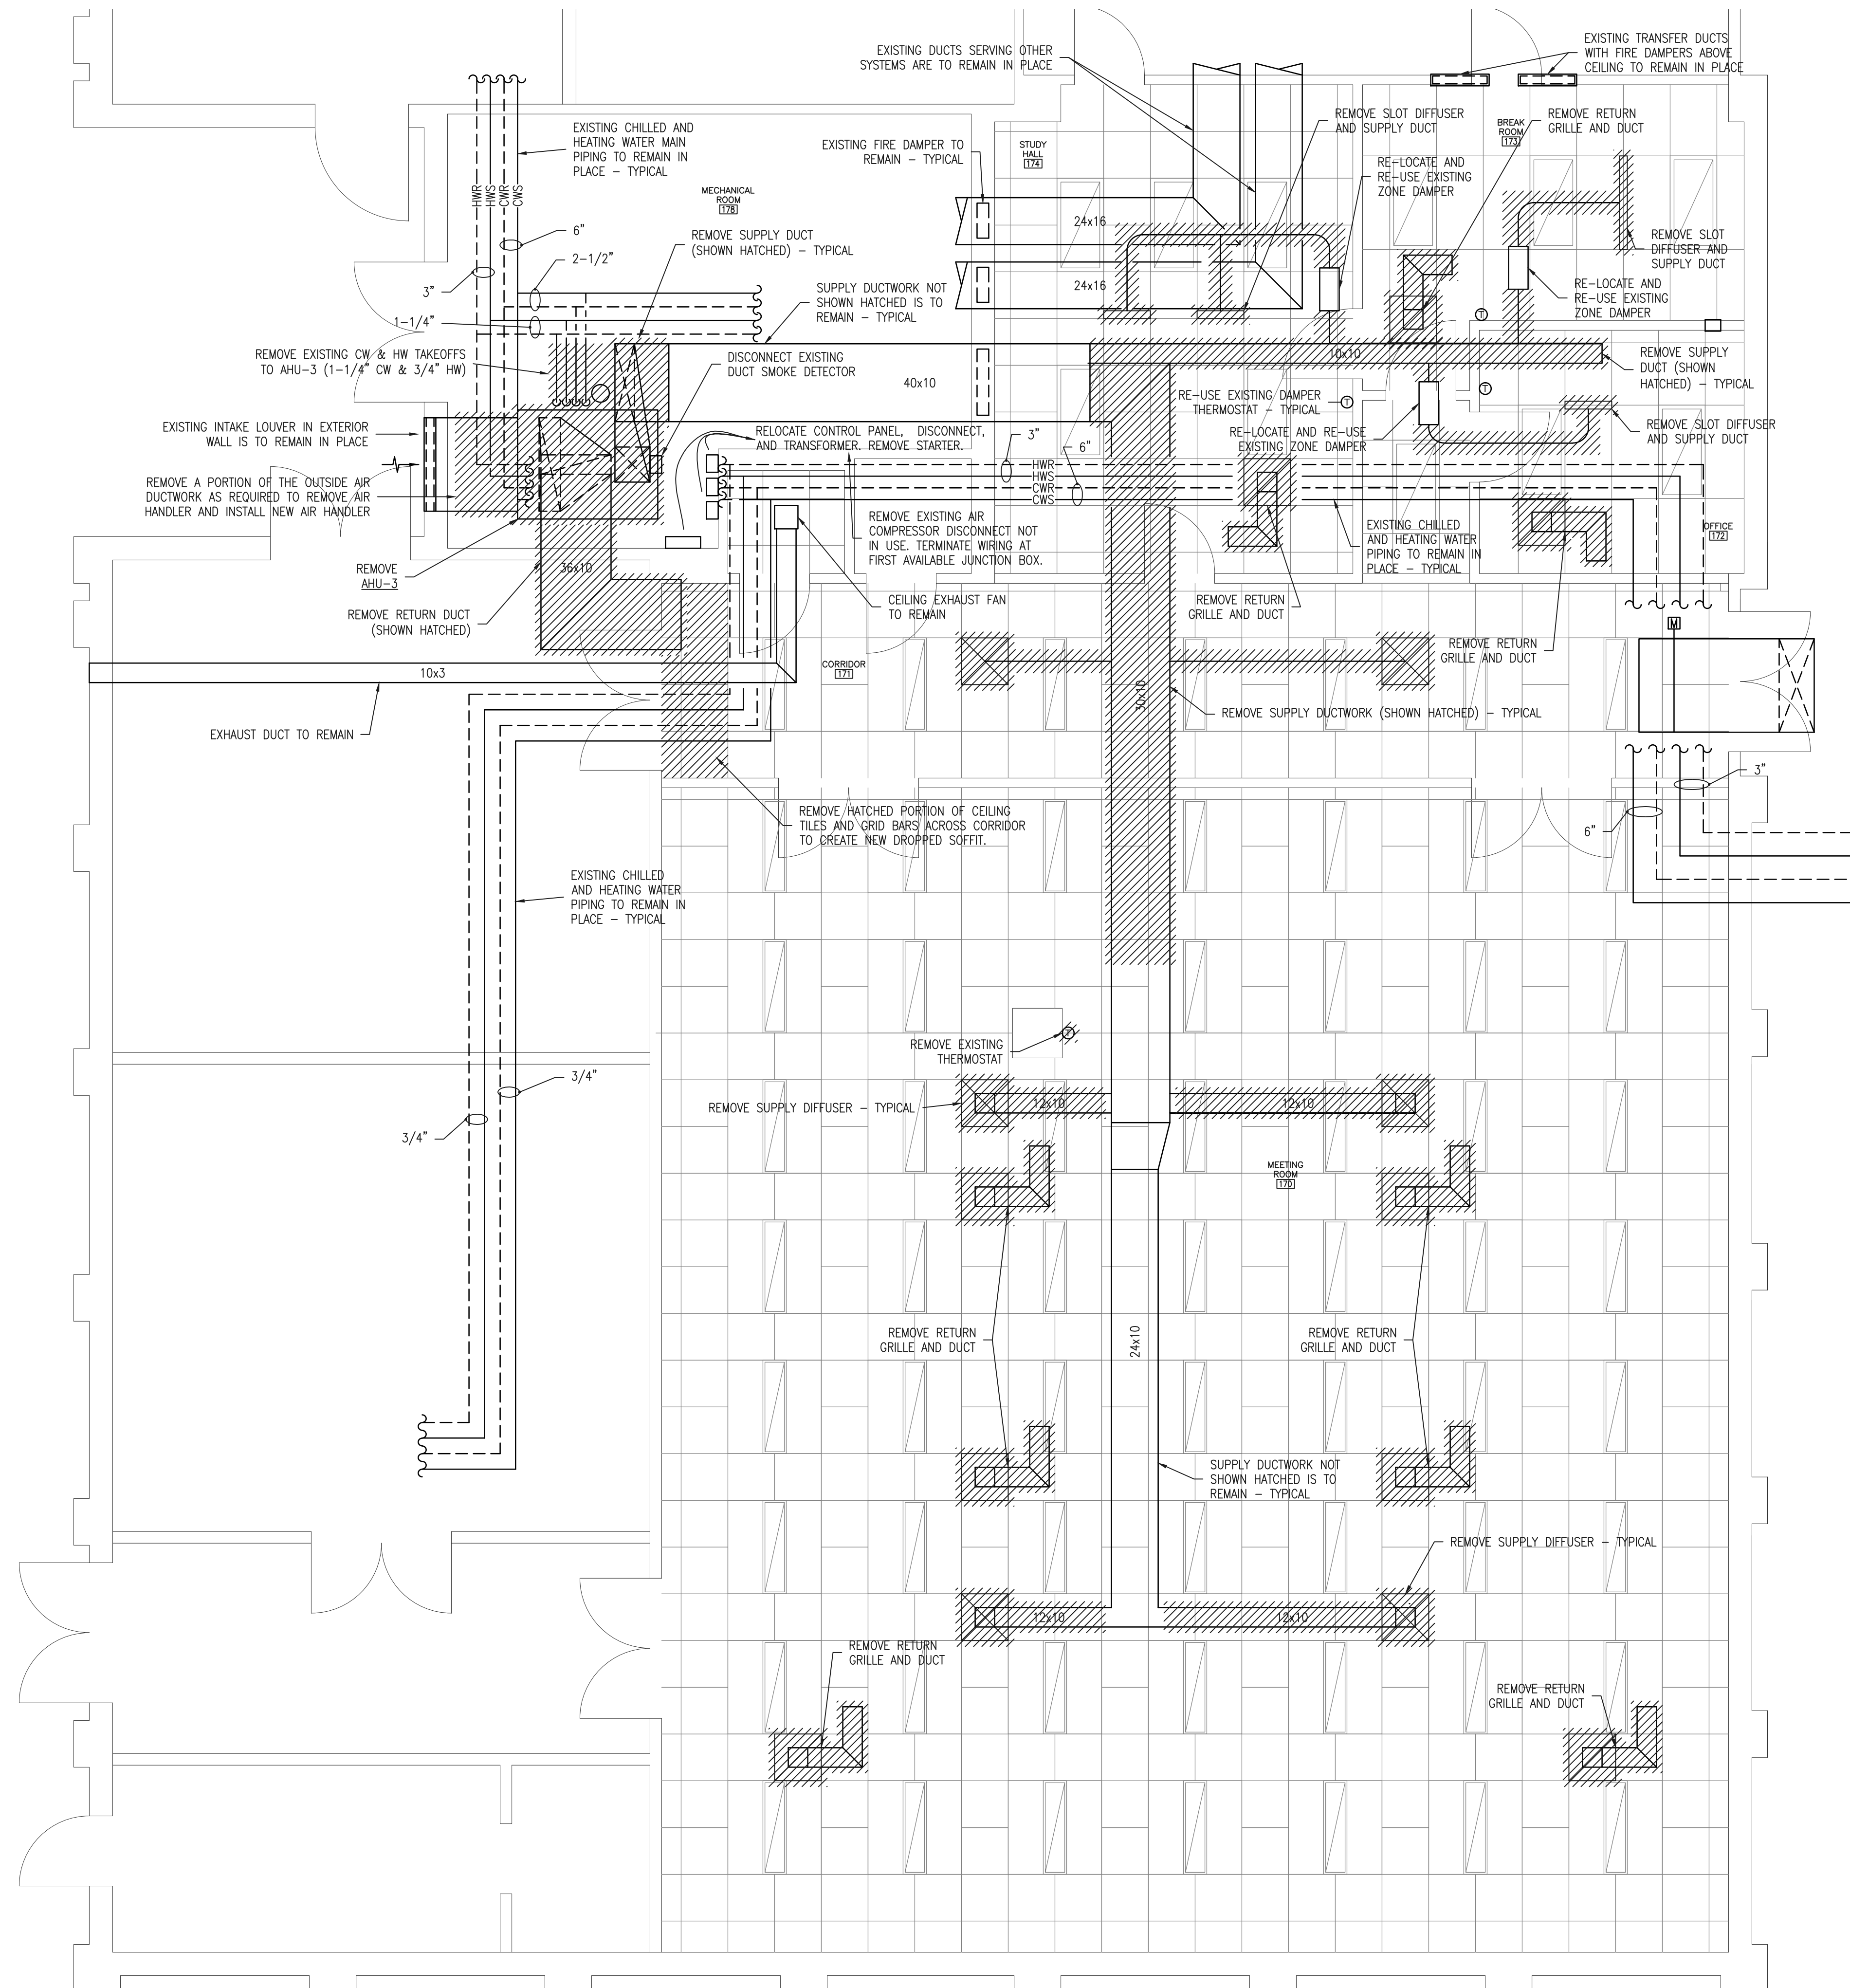 EXISTING DUCTS SERVING OTHER
SYSTEMS ARE TO REMAIN IN PLACE
EXISTING TRANSFER DUCTS
WITH FIRE DAMPERS ABOVE
CEILING TO REMAIN IN PLACE
EXISTING CHILLED AND
HEATING WATER MAIN
PIPING TO REMAIN IN
PLACE – TYPICAL
EXISTING FIRE DAMPER TO
REMAIN – TYPICAL
STUDY
HALL
174
REMOVE SLOT DIFFUSER
AND SUPPLY DUCT
BREAK
ROOM
173
REMOVE RETURN
GRILLE AND DUCT
RE–LOCATE AND
RE–USE EXISTING
ZONE DAMPER
HWR
HWS
CWR
CWS
MECHANICAL
ROOM
178
6"
2–1/2"
3"
1–1/4"
REMOVE SUPPLY DUCT
(SHOWN HATCHED) – TYPICAL
24x16
24x16
REMOVE SLOT
DIFFUSER AND
SUPPLY DUCT
RE–LOCATE AND
RE–USE EXISTING
ZONE DAMPER
SUPPLY DUCTWORK NOT
SHOWN HATCHED IS TO
REMAIN – TYPICAL
T
REMOVE EXISTING CW & HW TAKEOFFS
TO AHU–3 (1–1/4" CW & 3/4" HW)
DISCONNECT EXISTING
DUCT SMOKE DETECTOR
40x10
10x10
REMOVE SUPPLY
DUCT (SHOWN
HATCHED) – TYPICAL
RE–USE EXISTING DAMPER
THERMOSTAT – TYPICAL
T
T
EXISTING INTAKE LOUVER IN EXTERIOR
WALL IS TO REMAIN IN PLACE
RELOCATE CONTROL PANEL, DISCONNECT,
AND TRANSFORMER. REMOVE STARTER.
3"
6"
RE–LOCATE AND RE–USE
EXISTING ZONE DAMPER
REMOVE SLOT DIFFUSER
AND SUPPLY DUCT
HWR
HWS
CWR
CWS
REMOVE A PORTION OF THE OUTSIDE AIR
DUCTWORK AS REQUIRED TO REMOVE AIR
HANDLER AND INSTALL NEW AIR HANDLER
REMOVE EXISTING AIR
COMPRESSOR DISCONNECT NOT
IN USE. TERMINATE WIRING AT
FIRST AVAILABLE JUNCTION BOX.
EXISTING CHILLED
AND HEATING WATER
PIPING TO REMAIN IN
PLACE – TYPICAL
OFFICE
172
REMOVE
AHU–3
36x10
REMOVE RETURN DUCT
(SHOWN HATCHED)
CEILING EXHAUST FAN
TO REMAIN
REMOVE RETURN
GRILLE AND DUCT
M
REMOVE RETURN
GRILLE AND DUCT
10x3
CORRIDOR
171
30x10
REMOVE SUPPLY DUCTWORK (SHOWN HATCHED) – TYPICAL
EXHAUST DUCT TO REMAIN
3"
6"
REMOVE HATCHED PORTION OF CEILING
TILES AND GRID BARS ACROSS CORRIDOR
TO CREATE NEW DROPPED SOFFIT.
EXISTING CHILLED
AND HEATING WATER
PIPING TO REMAIN IN
PLACE – TYPICAL
REMOVE EXISTING
THERMOSTAT
T
3/4"
3/4"
REMOVE SUPPLY DIFFUSER – TYPICAL
12x10
12x10
MEETING
ROOM
170
REMOVE RETURN
GRILLE AND DUCT
24x10
REMOVE RETURN
GRILLE AND DUCT
SUPPLY DUCTWORK NOT
SHOWN HATCHED IS TO
REMAIN – TYPICAL
REMOVE SUPPLY DIFFUSER – TYPICAL
12x10
12x10
REMOVE RETURN
GRILLE AND DUCT
REMOVE RETURN
GRILLE AND DUCT